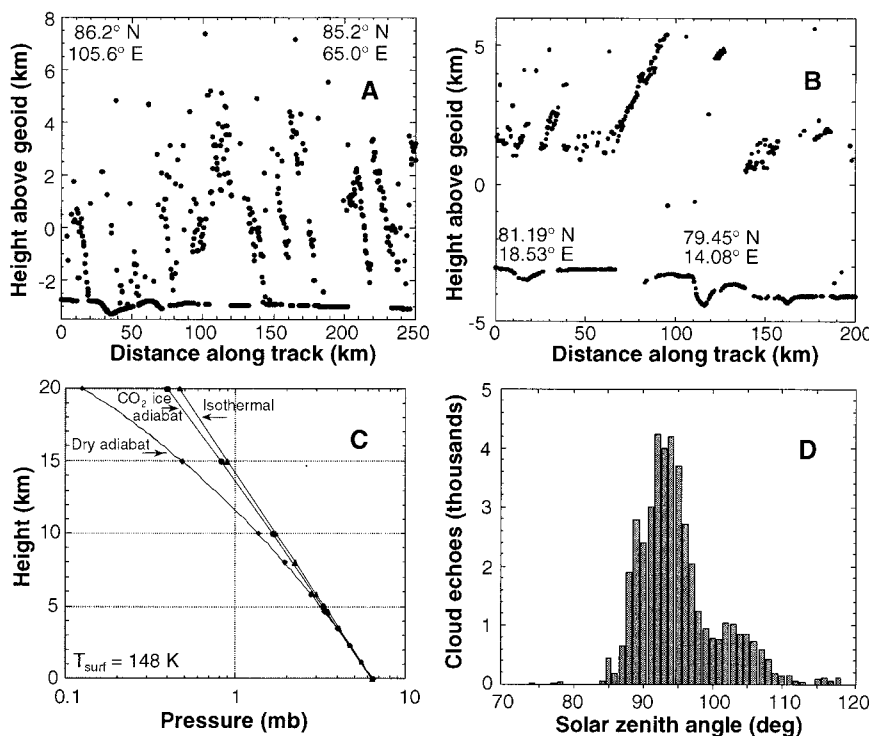 A
86.2° N
105.6° E
85.2° N
65.0° E
Height above geoid (km)
8
6
4
2
0
−2
0 50 100 150 200 250
Distance along track (km)
B
Height above geoid (km)
5
0
-5
81.19° N
18.53° E
79.45° N
14.08° E
0 50 100 150 200
Distance along track (km)
C
Height (km)
20
15
10
5
0
CO₂ ice
adiabat
Isothermal
Dry adiabat
T_surf = 148 K
0.1 1 10
Pressure (mb)
D
Cloud echoes (thousands)
5
4
3
2
1
0
70 80 90 100 110 120
Solar zenith angle (deg)